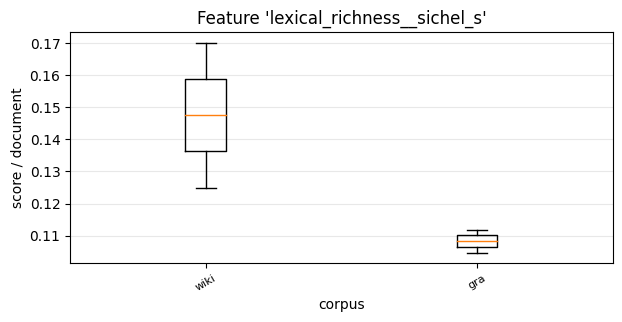 Feature 'lexical_richness__sichel_s'
0.17
0.16
0.15
0.14
0.13
0.12
0.11
score / document
wiki
gra
corpus